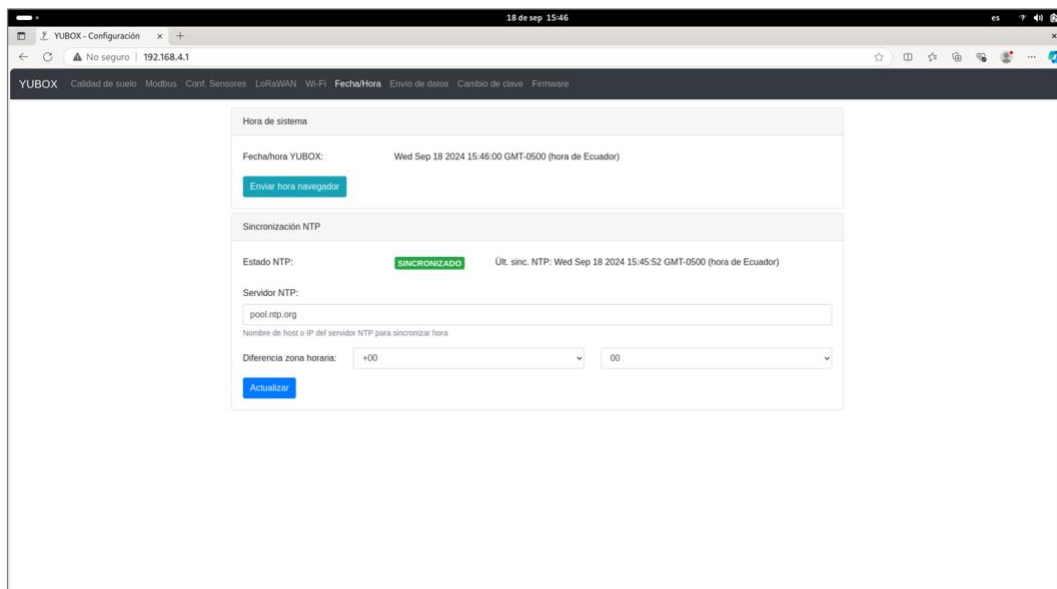 18 de sep 15:46
es
YUBOX - Configuración
No seguro | 192.168.4.1
YUBOX Calidad de suelo Modbus Conf. Sensores LoRaWAN Wi-Fi Fecha/Hora Envío de datos Cambio de clave Firmware
Hora de sistema
Fecha/hora YUBOX: Wed Sep 18 2024 15:46:00 GMT-0500 (hora de Ecuador)
Enviar hora navegador
Sincronización NTP
Estado NTP: SINCRONIZADO Últ. sinc. NTP: Wed Sep 18 2024 15:45:52 GMT-0500 (hora de Ecuador)
Servidor NTP:
pool.ntp.org
Nombre de host o IP del servidor NTP para sincronizar hora
Diferencia zona horaria: +00 00
Actualizar